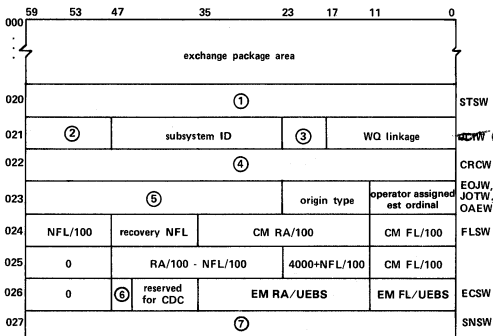 59 53 47 35 23 17 11 0
000
exchange package area
020 ① STSW
021 ② subsystem ID ③ WQ linkage
022 ④ CRCW
023 ⑤ origin type operator assigned est ordinal EOJW, JOTW, OAEW
024 NFL/100 recovery NFL CM RA/100 CM FL/100 FLSW
025 0 RA/100 - NFL/100 4000+NFL/100 CM FL/100
026 0 ⑥ reserved for CDC EM RA/UEBS EM FL/UEBS ECSW
027 ⑦ SNSW